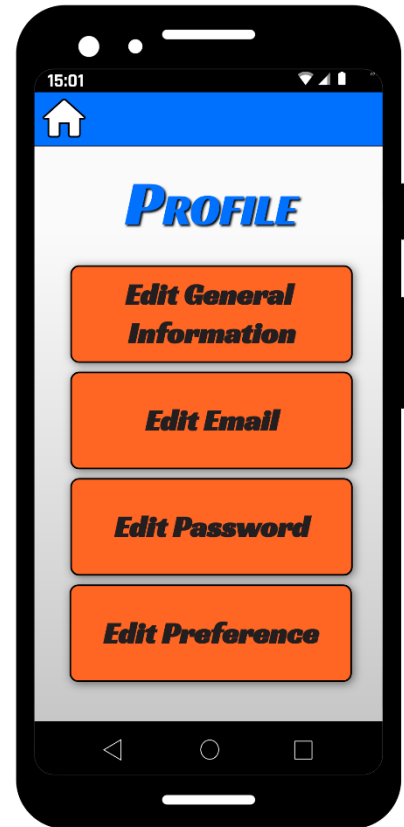 15:01
PROFILE
Edit General
Information
Edit Email
Edit Password
Edit Preference